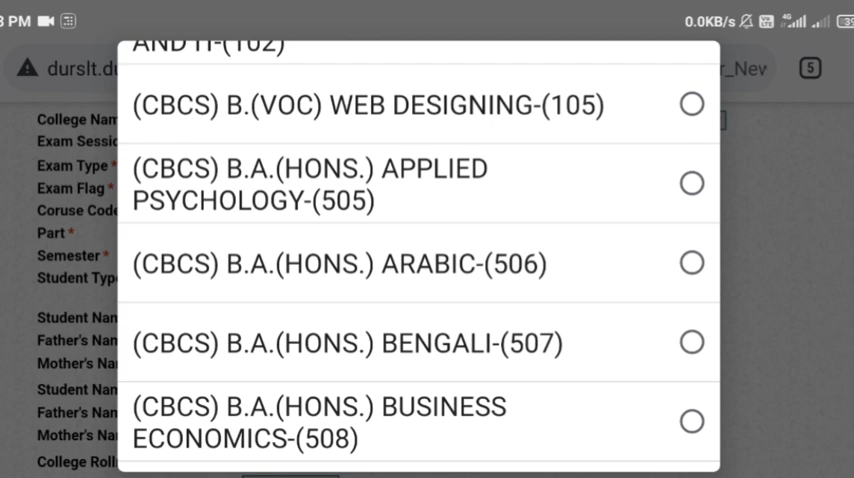 PM
0.0KB/s
4G
AND IT-(102)
durslt.du
r_Nev
5
(CBCS) B.(VOC) WEB DESIGNING-(105)
College Nam
Exam Sessio
(CBCS) B.A.(HONS.) APPLIED
PSYCHOLOGY-(505)
Exam Type *
Exam Flag *
Coruse Code
Part *
(CBCS) B.A.(HONS.) ARABIC-(506)
Semester *
Student Type
Student Nam
(CBCS) B.A.(HONS.) BENGALI-(507)
Father's Nam
Mother's Na
(CBCS) B.A.(HONS.) BUSINESS
ECONOMICS-(508)
Student Nam
Father's Nam
Mother's Na
College Roll